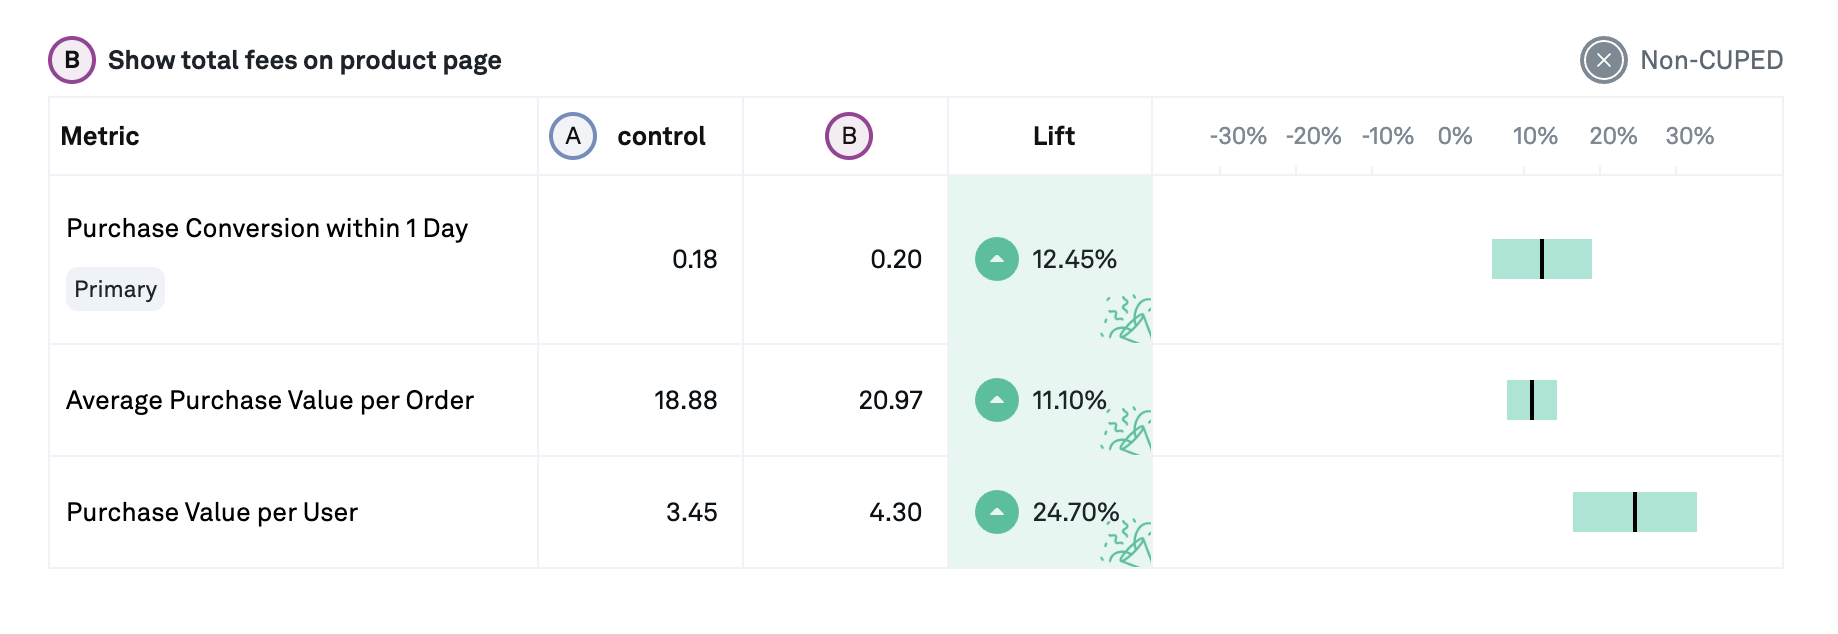 B Show total fees on product page
Non-CUPED
Metric
A control
B
Lift
-30% -20% -10% 0% 10% 20% 30%
Purchase Conversion within 1 Day
Primary
0.18
0.20
12.45%
Average Purchase Value per Order
18.88
20.97
11.10%
Purchase Value per User
3.45
4.30
24.70%